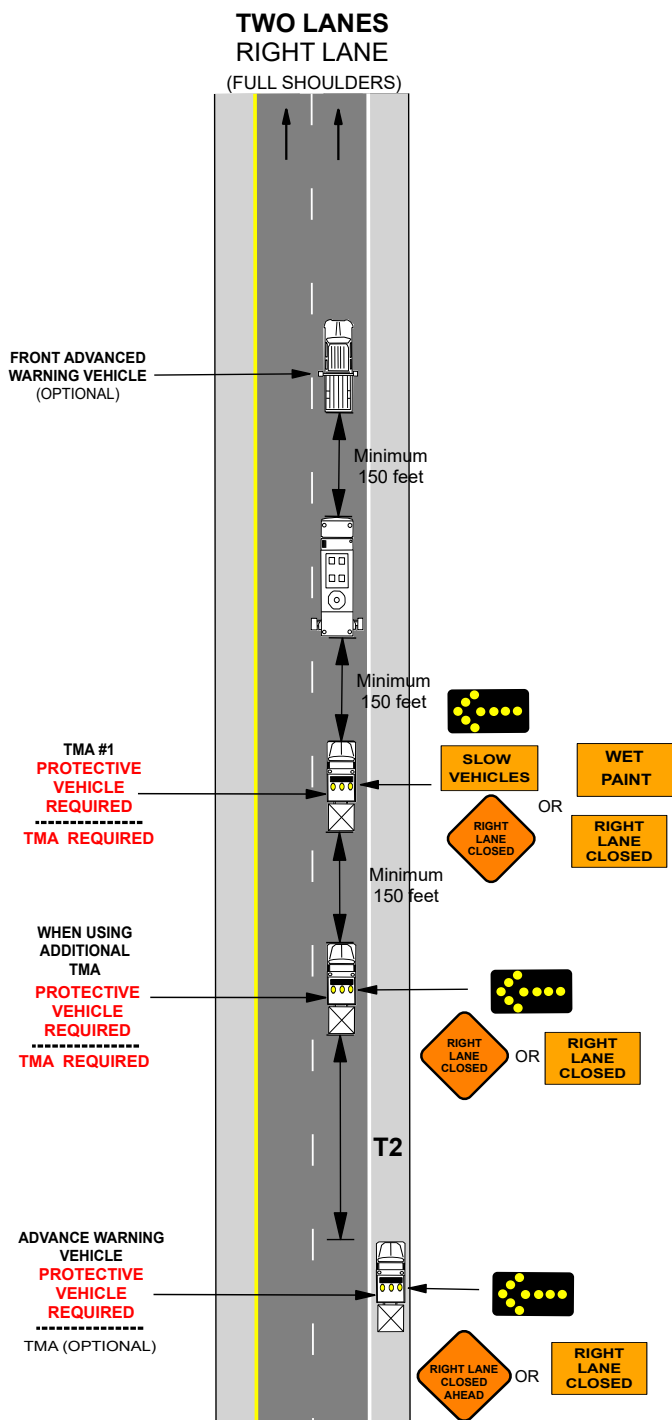 TWO LANES
RIGHT LANE
(FULL SHOULDERS)
FRONT ADVANCED
WARNING VEHICLE
(OPTIONAL)
Minimum
150 feet
Minimum
150 feet
TMA #1
PROTECTIVE
VEHICLE
REQUIRED
TMA REQUIRED
SLOW
VEHICLES
WET
PAINT
RIGHT
LANE
CLOSED
OR
RIGHT
LANE
CLOSED
Minimum
150 feet
WHEN USING
ADDITIONAL
TMA
PROTECTIVE
VEHICLE
REQUIRED
TMA REQUIRED
RIGHT
LANE
CLOSED
OR
RIGHT
LANE
CLOSED
T2
ADVANCE WARNING
VEHICLE
PROTECTIVE
VEHICLE
REQUIRED
TMA (OPTIONAL)
RIGHT LANE
CLOSED
AHEAD
OR
RIGHT
LANE
CLOSED